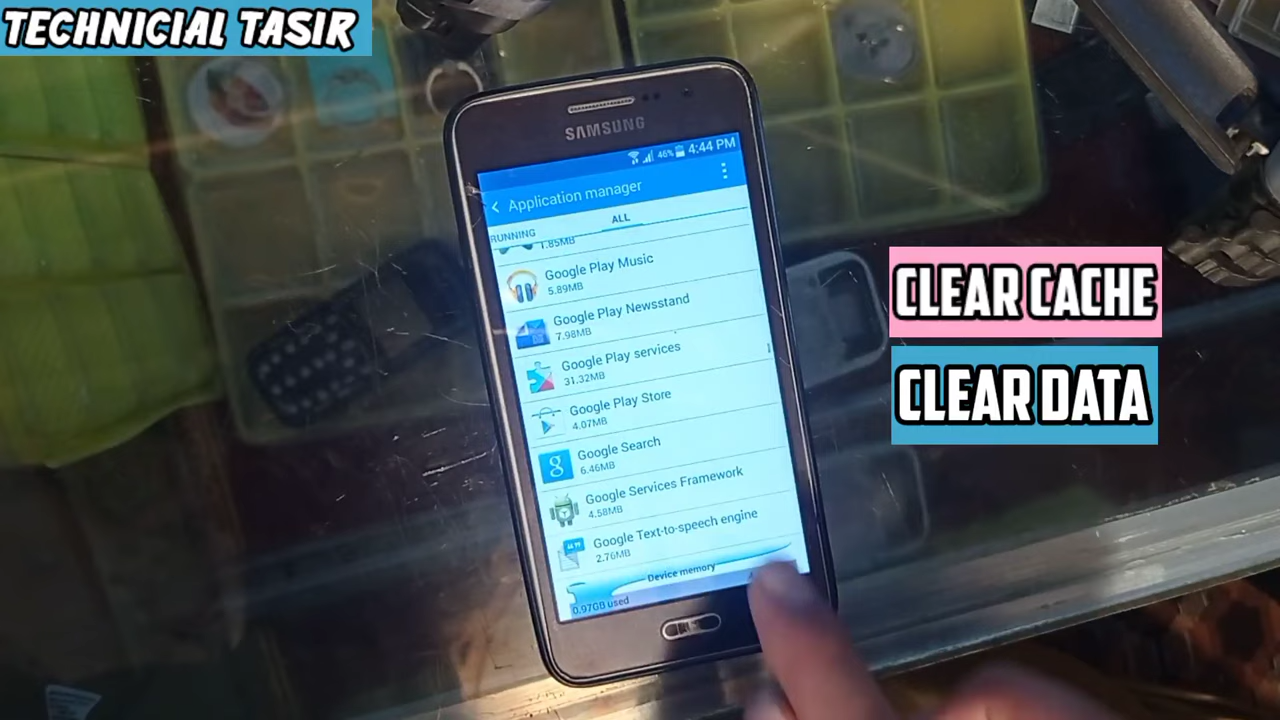 TECHNICIAL TASIR
SAMSUNG
46% 4:44 PM
Application manager
RUNNING
ALL
1.85MB
Google Play Music
5.89MB
Google Play Newsstand
7.98MB
Google Play services
31.32MB
Google Play Store
4.07MB
Google Search
6.46MB
Google Services Framework
4.58MB
Google Text-to-speech engine
2.76MB
Device memory
0.97GB used
CLEAR CACHE
CLEAR DATA